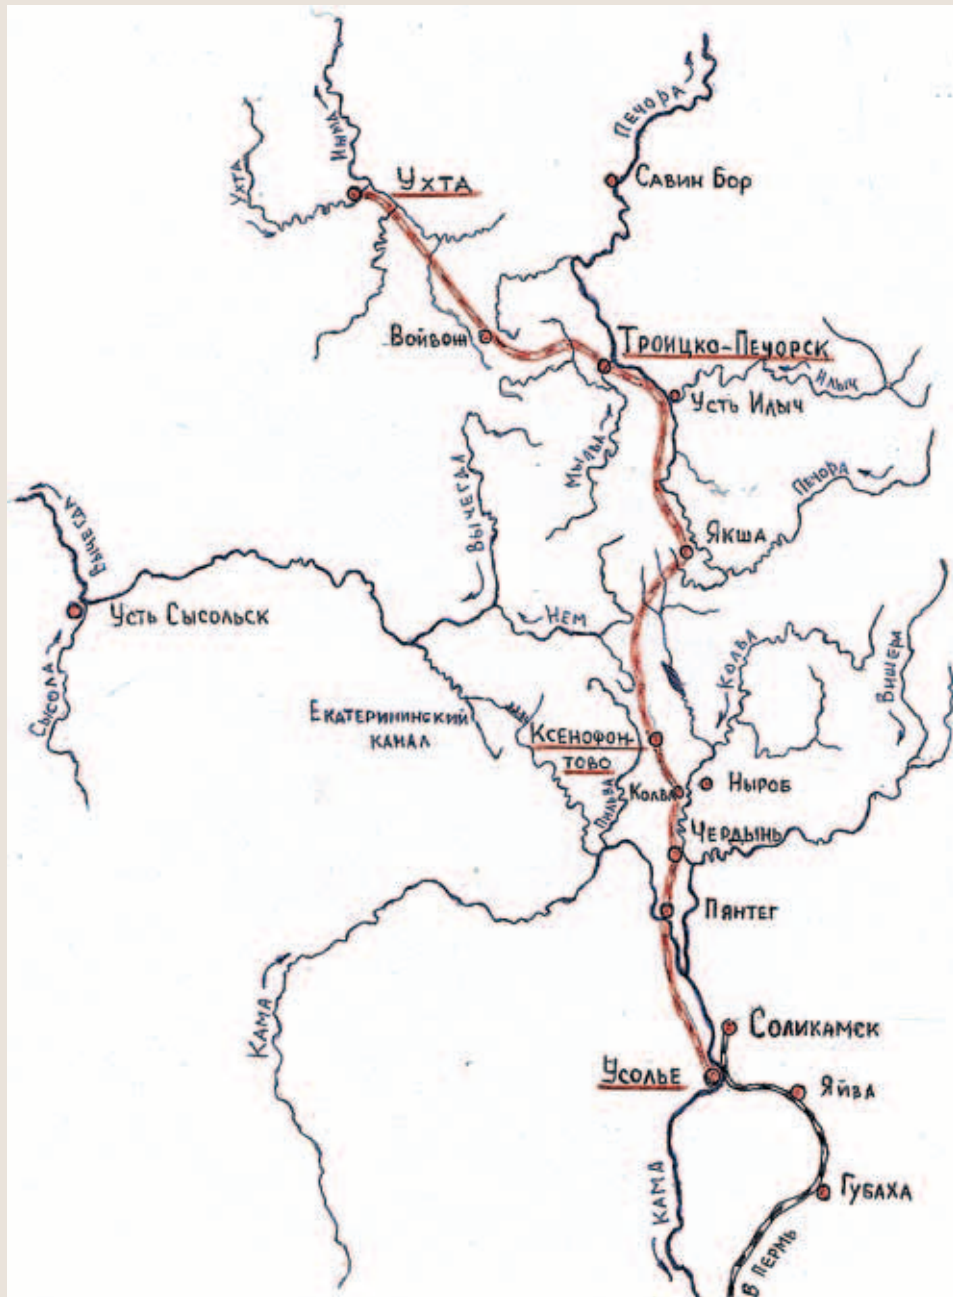 Печора
Ижма
Ухта
Ухта
Савин Бор
Войвож
Троицко-Печорск
Илыч
Усть Илыч
Мылва
Вычегда
Печора
Вычегда
Якша
Усть Сысольск
Нем
Колва
Вишера
Сысола
Екатерининский
канал
Ксенофон-
тово
Колва
Ныроб
Пильва
Чердынь
Пянтег
Кама
Соликамск
Усолье
Яйва
Кама
Губаха
В Пермь